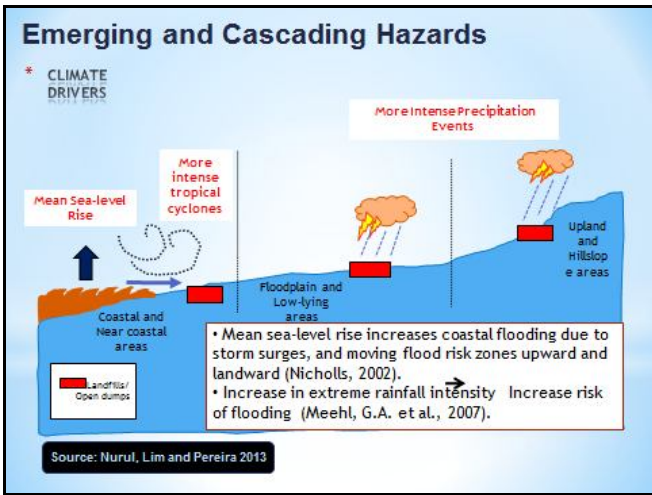 Emerging and Cascading Hazards
* CLIMATE
DRIVERS
More Intense Precipitation
Events
More
intense
tropical
cyclones
Mean Sea-level
Rise
Upland
and
Hillslop
e areas
Floodplain and
Low-lying
areas
Coastal and
Near coastal
areas
• Mean sea-level rise increases coastal flooding due to
storm surges, and moving flood risk zones upward and
landward (Nicholls, 2002).
• Increase in extreme rainfall intensity → Increase risk
of flooding (Meehl, G.A. et al., 2007).
Landfills/
Open dumps
Source: Nurul, Lim and Pereira 2013